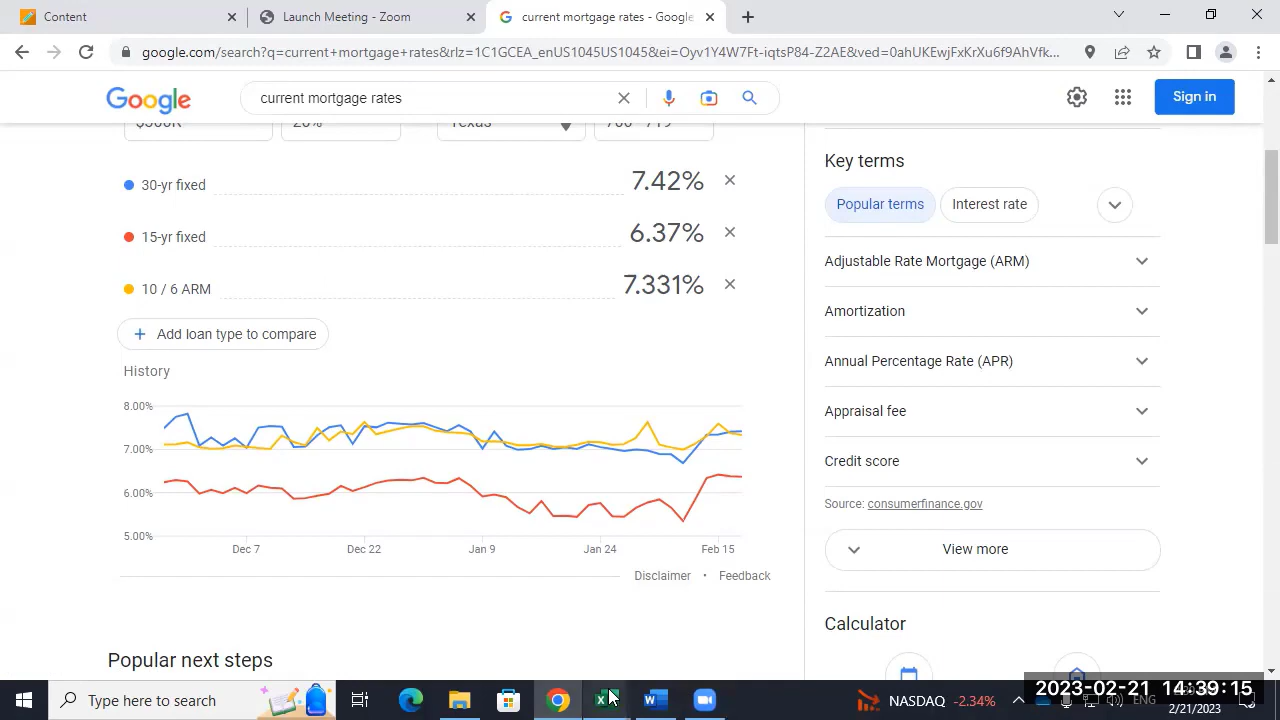 Content
Launch Meeting - Zoom
current mortgage rates - Google
google.com/search?q=current+mortgage+rates&rlz=1C1GCEA_enUS1045US1045&ei=Oyv1Y4W7Ft-iqtsP84-Z2AE&ved=0ahUKEwjFxKrXu6f9AhVfk...
Google
current mortgage rates
Sign in
20%
Texas
30-yr fixed 7.42%
15-yr fixed 6.37%
10 / 6 ARM 7.331%
+ Add loan type to compare
History
8.00%
7.00%
6.00%
5.00%
Dec 7 Dec 22 Jan 9 Jan 24 Feb 15
Disclaimer • Feedback
Popular next steps
Key terms
Popular terms
Interest rate
Adjustable Rate Mortgage (ARM)
Amortization
Annual Percentage Rate (APR)
Appraisal fee
Credit score
Source: consumerfinance.gov
View more
Calculator
Type here to search
NASDAQ -2.34%
ENG
2023-02-21 14:39:15
2/21/2023